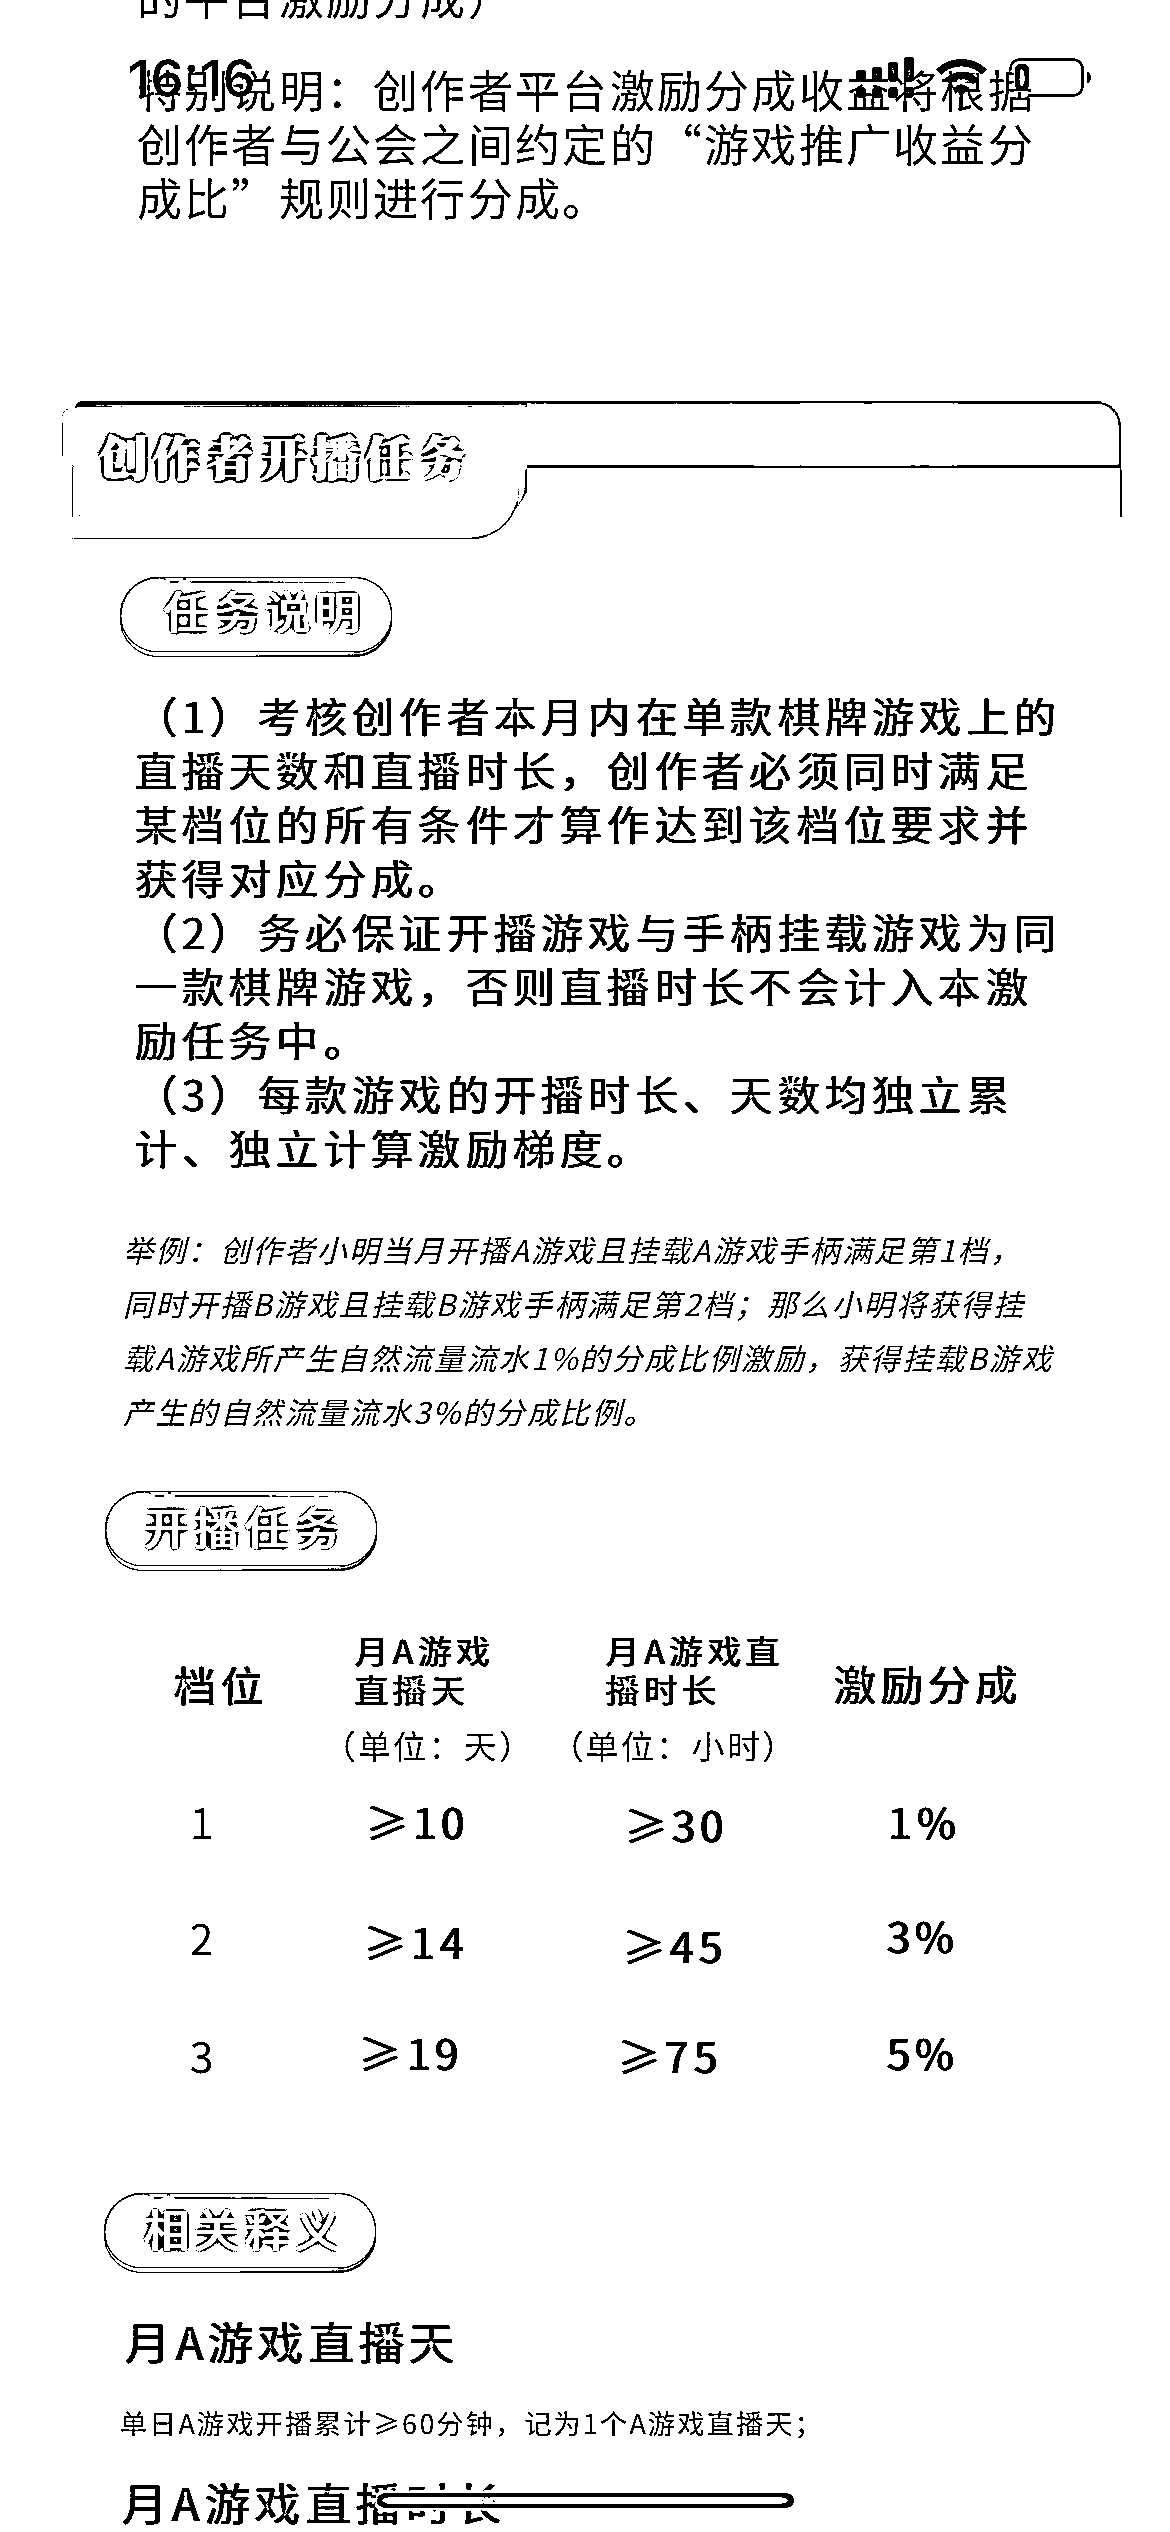 的平台激励分成）
16:16
特别说明：创作者平台激励分成收益将根据
创作者与公会之间约定的“游戏推广收益分
成比”规则进行分成。
创作者开播任务
任务说明
（1）考核创作者本月内在单款棋牌游戏上的
直播天数和直播时长，创作者必须同时满足
某档位的所有条件才算作达到该档位要求并
获得对应分成。
（2）务必保证开播游戏与手柄挂载游戏为同
一款棋牌游戏，否则直播时长不会计入本激
励任务中。
（3）每款游戏的开播时长、天数均独立累
计、独立计算激励梯度。
举例：创作者小明当月开播A游戏且挂载A游戏手柄满足第1档，
同时开播B游戏且挂载B游戏手柄满足第2档；那么小明将获得挂
载A游戏所产生自然流量流水1%的分成比例激励，获得挂载B游戏
产生的自然流量流水3%的分成比例。
开播任务
档位 月A游戏直播天（单位：天） 月A游戏直播时长（单位：小时） 激励分成
1 ≥10 ≥30 1%
2 ≥14 ≥45 3%
3 ≥19 ≥75 5%
相关释义
月A游戏直播天
单日A游戏开播累计≥60分钟，记为1个A游戏直播天；
月A游戏直播时长